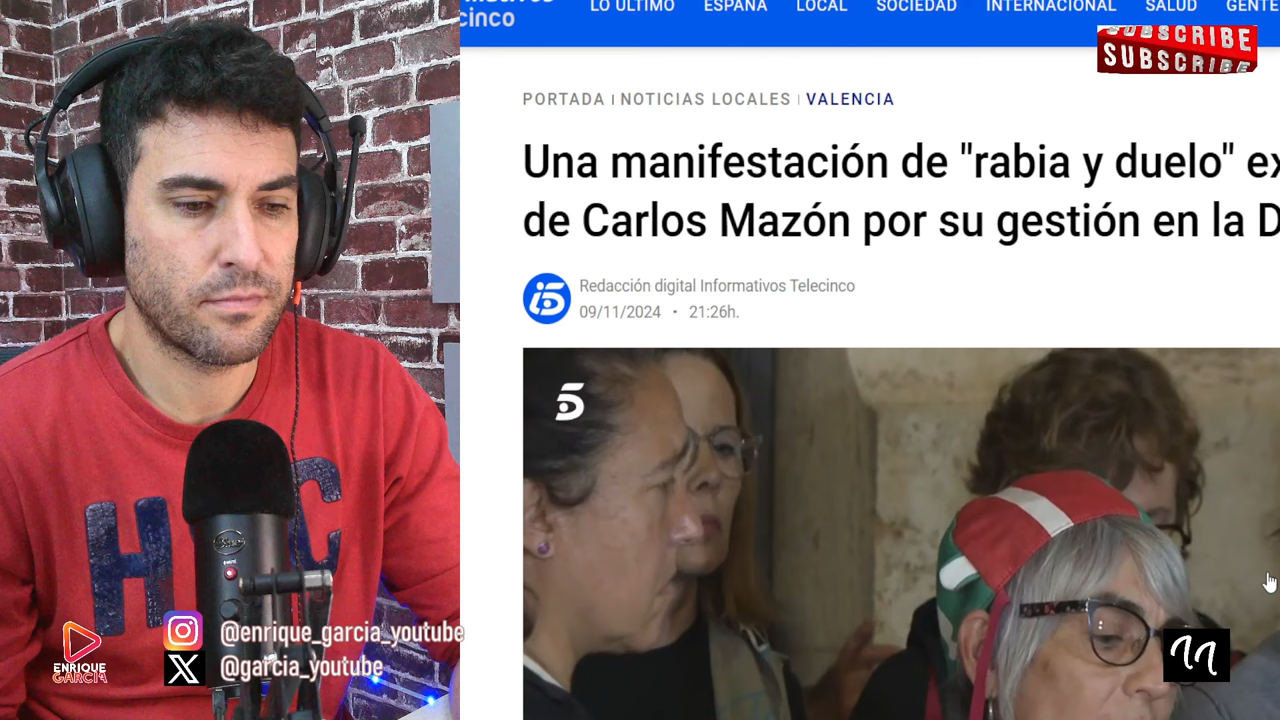 cinco
LO ÚLTIMO ESPAÑA LOCAL SOCIEDAD INTERNACIONAL SALUD GENTE
SUBSCRIBE
SUBSCRIBE
PORTADA | NOTICIAS LOCALES | VALENCIA
Una manifestación de "rabia y duelo" ex
de Carlos Mazón por su gestión en la D
Redacción digital Informativos Telecinco
09/11/2024 • 21:26h.
5
H C
@enrique_garcia_youtube
@garcia_youtube
ENRIQUE
GARCIA